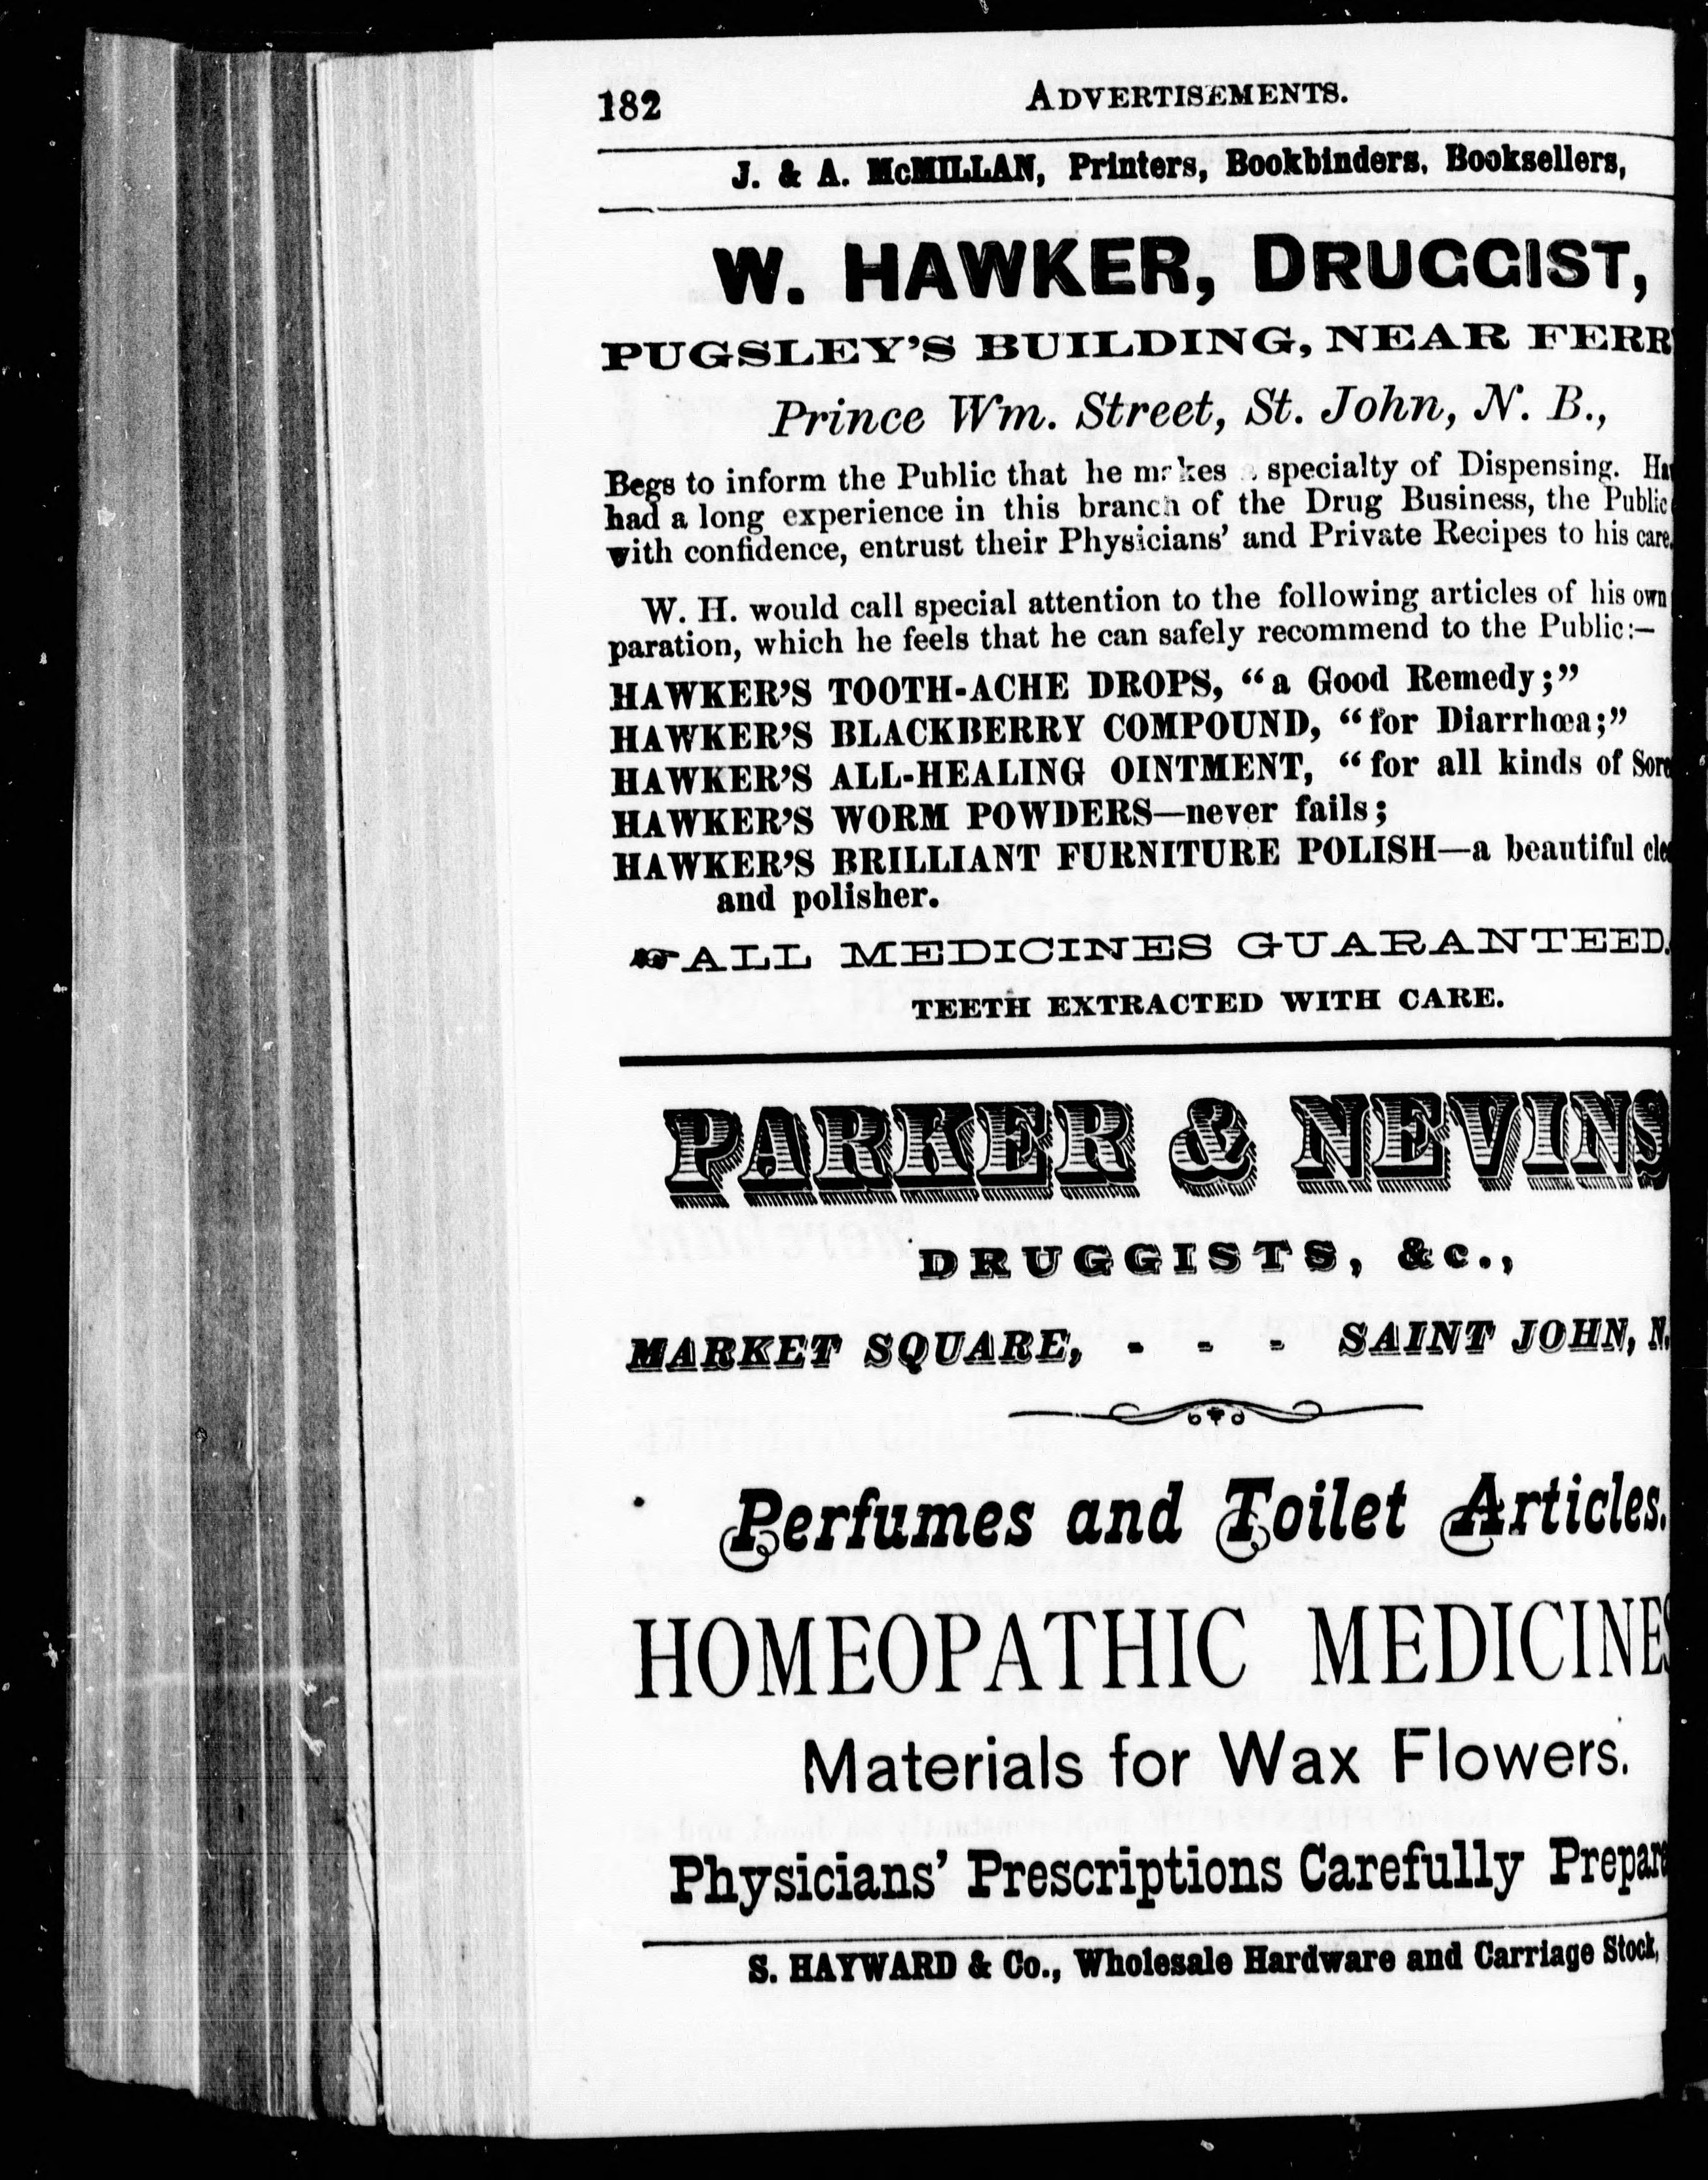 182 ADVERTISEMENTS.
J. & A. McMILLAN, Printers, Bookbinders, Booksellers,
W. HAWKER, DRUGGIST,
PUGSLEY'S BUILDING, NEAR FERR
Prince Wm. Street, St. John, N. B.,
Begs to inform the Public that he makes a specialty of Dispensing. Ha
had a long experience in this branch of the Drug Business, the Public
with confidence, entrust their Physicians' and Private Recipes to his care.
W. H. would call special attention to the following articles of his own
paration, which he feels that he can safely recommend to the Public:—
HAWKER'S TOOTH-ACHE DROPS, "a Good Remedy;"
HAWKER'S BLACKBERRY COMPOUND, "for Diarrhœa;"
HAWKER'S ALL-HEALING OINTMENT, "for all kinds of Sore
HAWKER'S WORM POWDERS—never fails;
HAWKER'S BRILLIANT FURNITURE POLISH—a beautiful cle
and polisher.
☛ALL MEDICINES GUARANTEED.
TEETH EXTRACTED WITH CARE.
PARKER & NEVINS
DRUGGISTS, &c.,
MARKET SQUARE, - - - SAINT JOHN, N.
Perfumes and Toilet Articles.
HOMEOPATHIC MEDICINES
Materials for Wax Flowers.
Physicians' Prescriptions Carefully Prepare
S. HAYWARD & Co., Wholesale Hardware and Carriage Stock,